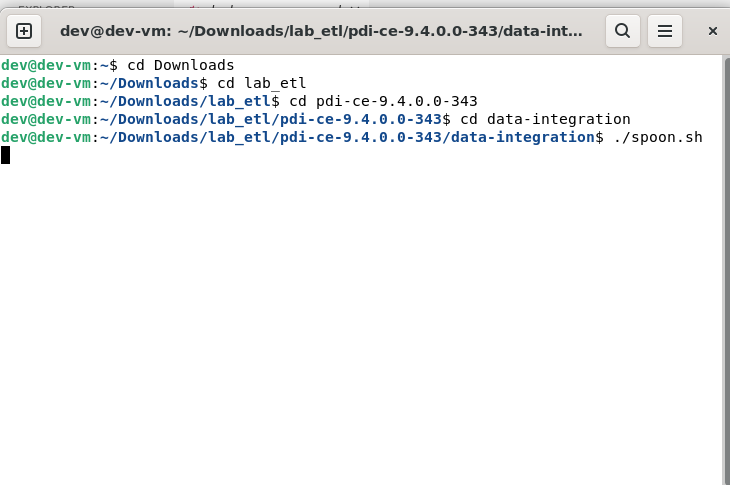 dev@dev-vm: ~/Downloads/lab_etl/pdi-ce-9.4.0.0-343/data-int…
dev@dev-vm:~$ cd Downloads
dev@dev-vm:~/Downloads$ cd lab_etl
dev@dev-vm:~/Downloads/lab_etl$ cd pdi-ce-9.4.0.0-343
dev@dev-vm:~/Downloads/lab_etl/pdi-ce-9.4.0.0-343$ cd data-integration
dev@dev-vm:~/Downloads/lab_etl/pdi-ce-9.4.0.0-343/data-integration$ ./spoon.sh